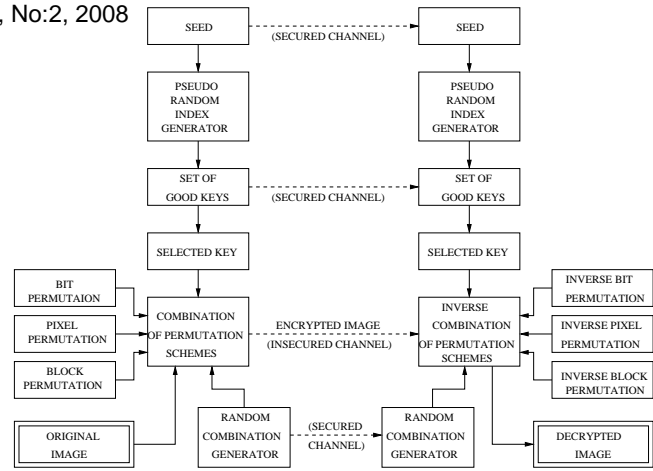 , No:2, 2008
SEED
(SECURED CHANNEL)
SEED
PSEUDO
RANDOM
INDEX
GENERATOR
PSEUDO
RANDOM
INDEX
GENERATOR
SET OF
GOOD KEYS
(SECURED CHANNEL)
SET OF
GOOD KEYS
SELECTED KEY
SELECTED KEY
BIT
PERMUTAION
PIXEL
PERMUTATION
BLOCK
PERMUTATION
COMBINATION
OF PERMUTATION
SCHEMES
ENCRYPTED IMAGE
(INSECURED CHANNEL)
INVERSE
COMBINATION
OF PERMUTATION
SCHEMES
INVERSE BIT
PERMUTATION
INVERSE PIXEL
PERMUTATION
INVERSE BLOCK
PERMUTATION
ORIGINAL
IMAGE
RANDOM
COMBINATION
GENERATOR
(SECURED
CHANNEL)
RANDOM
COMBINATION
GENERATOR
DECRYPTED
IMAGE